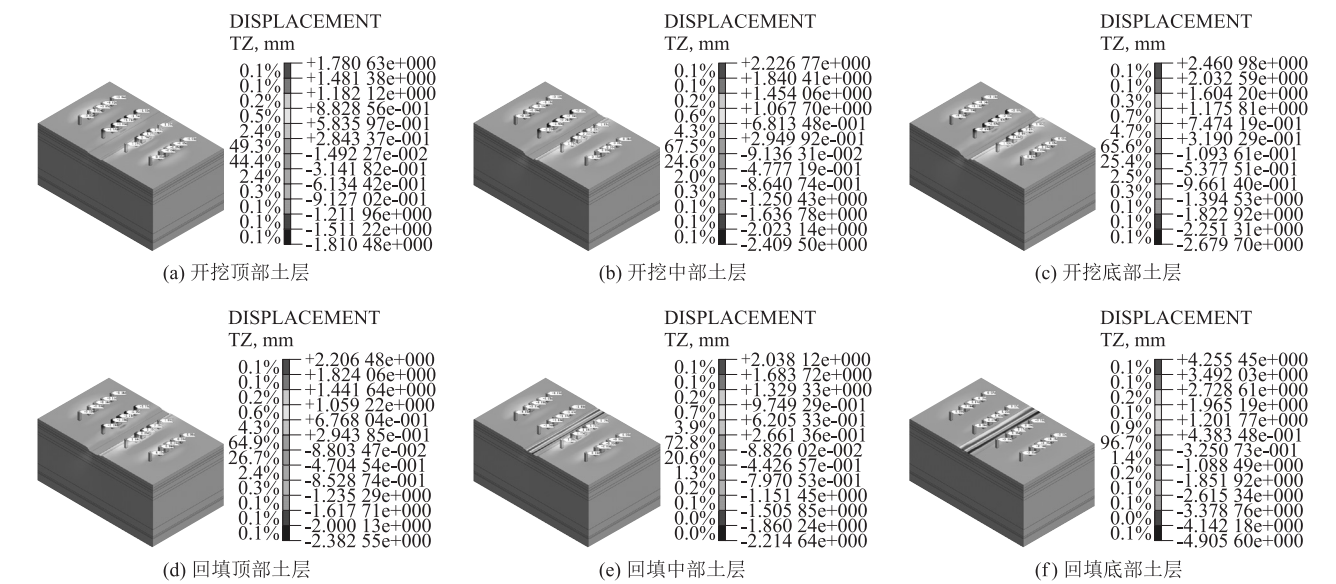 DISPLACEMENT
TZ, mm
0.1%
0.1%
0.2%
0.5%
2.4%
49.3%
44.4%
2.4%
0.3%
0.1%
0.1%
0.1%
+1.780 63e+000
+1.481 38e+000
+1.182 12e+000
+8.828 56e-001
+5.835 97e-001
+2.843 37e-001
-1.492 27e-002
-3.141 82e-001
-6.134 42e-001
-9.127 02e-001
-1.211 96e+000
-1.511 22e+000
-1.810 48e+000
(a) 开挖顶部土层
DISPLACEMENT
TZ, mm
0.1%
0.1%
0.2%
0.6%
4.3%
67.5%
24.6%
2.0%
0.3%
0.1%
0.1%
0.1%
+2.226 77e+000
+1.840 41e+000
+1.454 06e+000
+1.067 70e+000
+6.813 48e-001
+2.949 92e-001
-9.136 31e-002
-4.777 19e-001
-8.640 74e-001
-1.250 43e+000
-1.636 78e+000
-2.023 14e+000
-2.409 50e+000
(b) 开挖中部土层
DISPLACEMENT
TZ, mm
0.1%
0.1%
0.2%
0.7%
4.7%
65.6%
25.4%
2.4%
0.3%
0.1%
0.1%
0.1%
+2.460 98e+000
+2.032 59e+000
+1.604 20e+000
+1.175 81e+000
+7.474 19e-001
+3.190 29e-001
-1.093 61e-001
-5.377 51e-001
-9.661 40e-001
-1.394 53e+000
-1.822 92e+000
-2.251 31e+000
-2.679 70e+000
(c) 开挖底部土层
DISPLACEMENT
TZ, mm
0.1%
0.1%
0.2%
0.6%
4.3%
64.9%
26.7%
2.4%
0.3%
0.1%
0.1%
0.1%
+2.206 48e+000
+1.824 06e+000
+1.441 64e+000
+1.059 22e+000
+6.768 04e-001
+2.943 85e-001
-8.803 47e-002
-4.704 54e-001
-8.528 74e-001
-1.235 29e+000
-1.617 71e+000
-2.000 13e+000
-2.382 55e+000
(d) 回填顶部土层
DISPLACEMENT
TZ, mm
0.1%
0.1%
0.2%
0.7%
3.9%
72.8%
20.6%
1.3%
0.2%
0.1%
0.0%
0.0%
+2.038 12e+000
+1.683 72e+000
+1.329 33e+000
+9.749 29e-001
+6.205 33e-001
+2.661 36e-001
-8.826 02e-002
-4.426 57e-001
-7.970 53e-001
-1.151 45e+000
-1.505 85e+000
-1.860 24e+000
-2.214 64e+000
(e) 回填中部土层
DISPLACEMENT
TZ, mm
0.1%
0.1%
0.1%
0.2%
0.9%
96.7%
1.4%
0.2%
0.1%
0.1%
0.0%
0.1%
+4.255 45e+000
+3.492 03e+000
+2.728 61e+000
+1.965 19e+000
+1.201 77e+000
+4.383 48e-001
-3.250 73e-001
-1.088 49e+000
-1.851 92e+000
-2.615 34e+000
-3.378 76e+000
-4.142 18e+000
-4.905 60e+000
(f) 回填底部土层